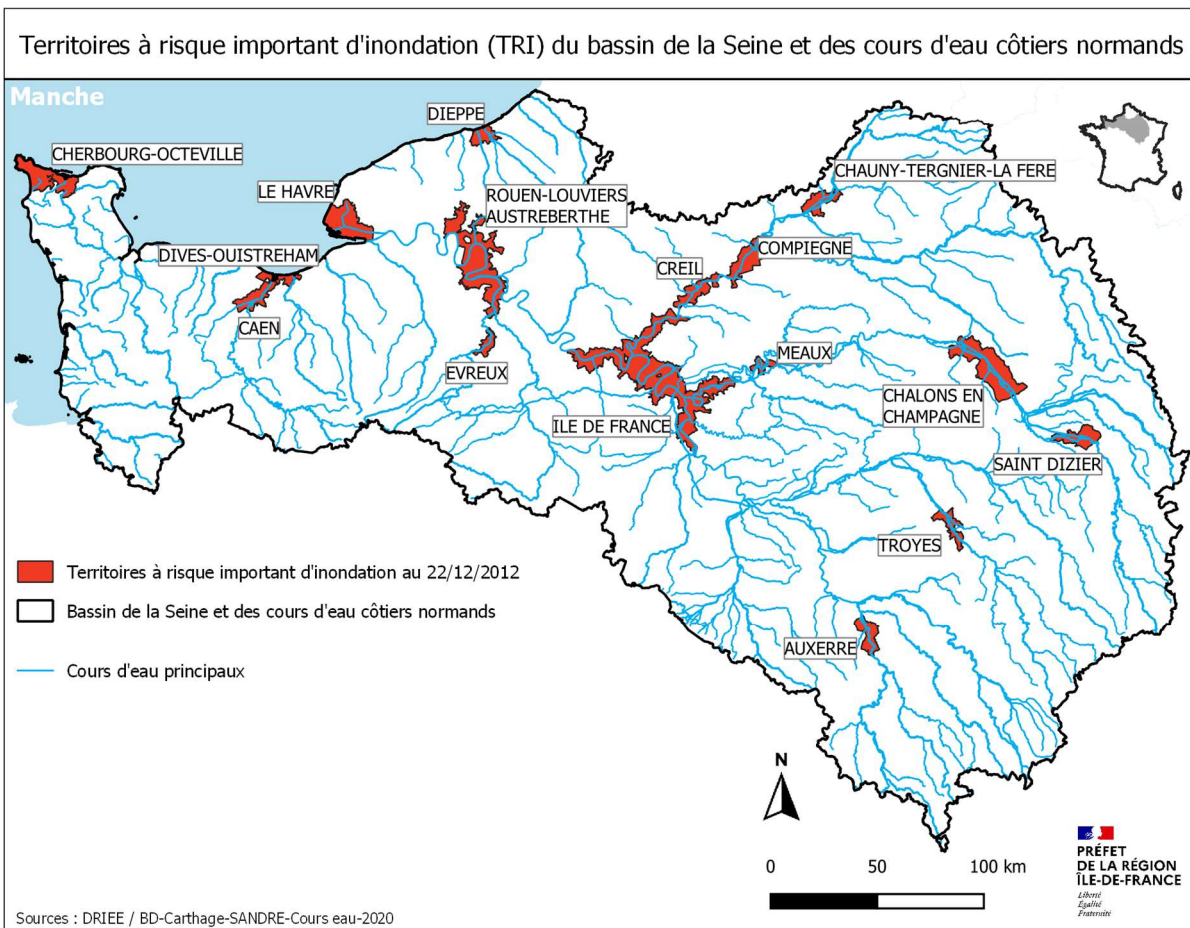 Territoires à risque important d'inondation (TRI) du bassin de la Seine et des cours d'eau côtiers normands
Manche
DIEPPE
CHERBOURG-OCTEVILLE
CHAUNY-TERGNIER-LA FERE
LE HAVRE
ROUEN-LOUVIERS
AUSTREBERTHE
DIVES-OUISTREHAM
COMPIEGNE
CREIL
CAEN
EVREUX
MEAUX
CHALONS EN
CHAMPAGNE
ILE DE FRANCE
SAINT DIZIER
TROYES
AUXERRE
Territoires à risque important d'inondation au 22/12/2012
Bassin de la Seine et des cours d'eau côtiers normands
Cours d'eau principaux
N
0 50 100 km
PRÉFET
DE LA RÉGION
ÎLE-DE-FRANCE
Liberté
Égalité
Fraternité
Sources : DRIEE / BD-Carthage-SANDRE-Cours eau-2020